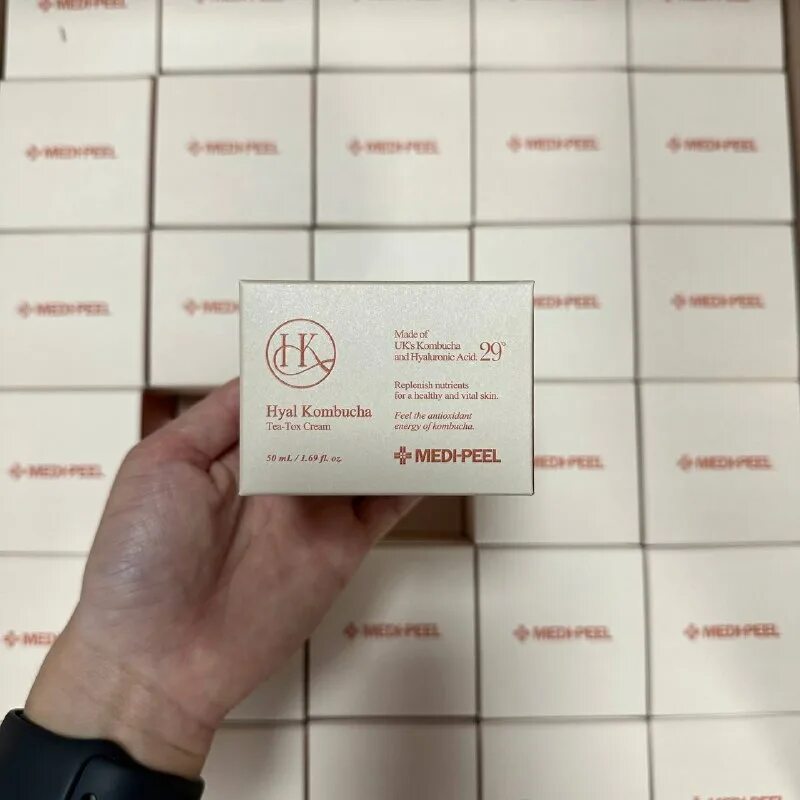 MEDI-PEEL
MEDI-PEEL
MEDI-PEEL
MEDI-PEEL
MEDI-PEEL
MEDI-PEEL
MEDI-PEEL
MEDI-PEEL
MEDI-PEEL
MEDI-PEEL
MEDI-PEEL
HK
Made of
UK's Kombucha
and Hyaluronic Acid. 29°
Replenish nutrients
for a healthy and vital skin.
Hyal Kombucha
Tea-Tox Cream
Feel the antioxidant
energy of kombucha.
50 mL / 1.69 fl. oz.
MEDI-PEEL
MEDI-PEEL
MEDI-PEEL
MEDI-PEEL
MEDI-PEEL
MEDI-PEEL